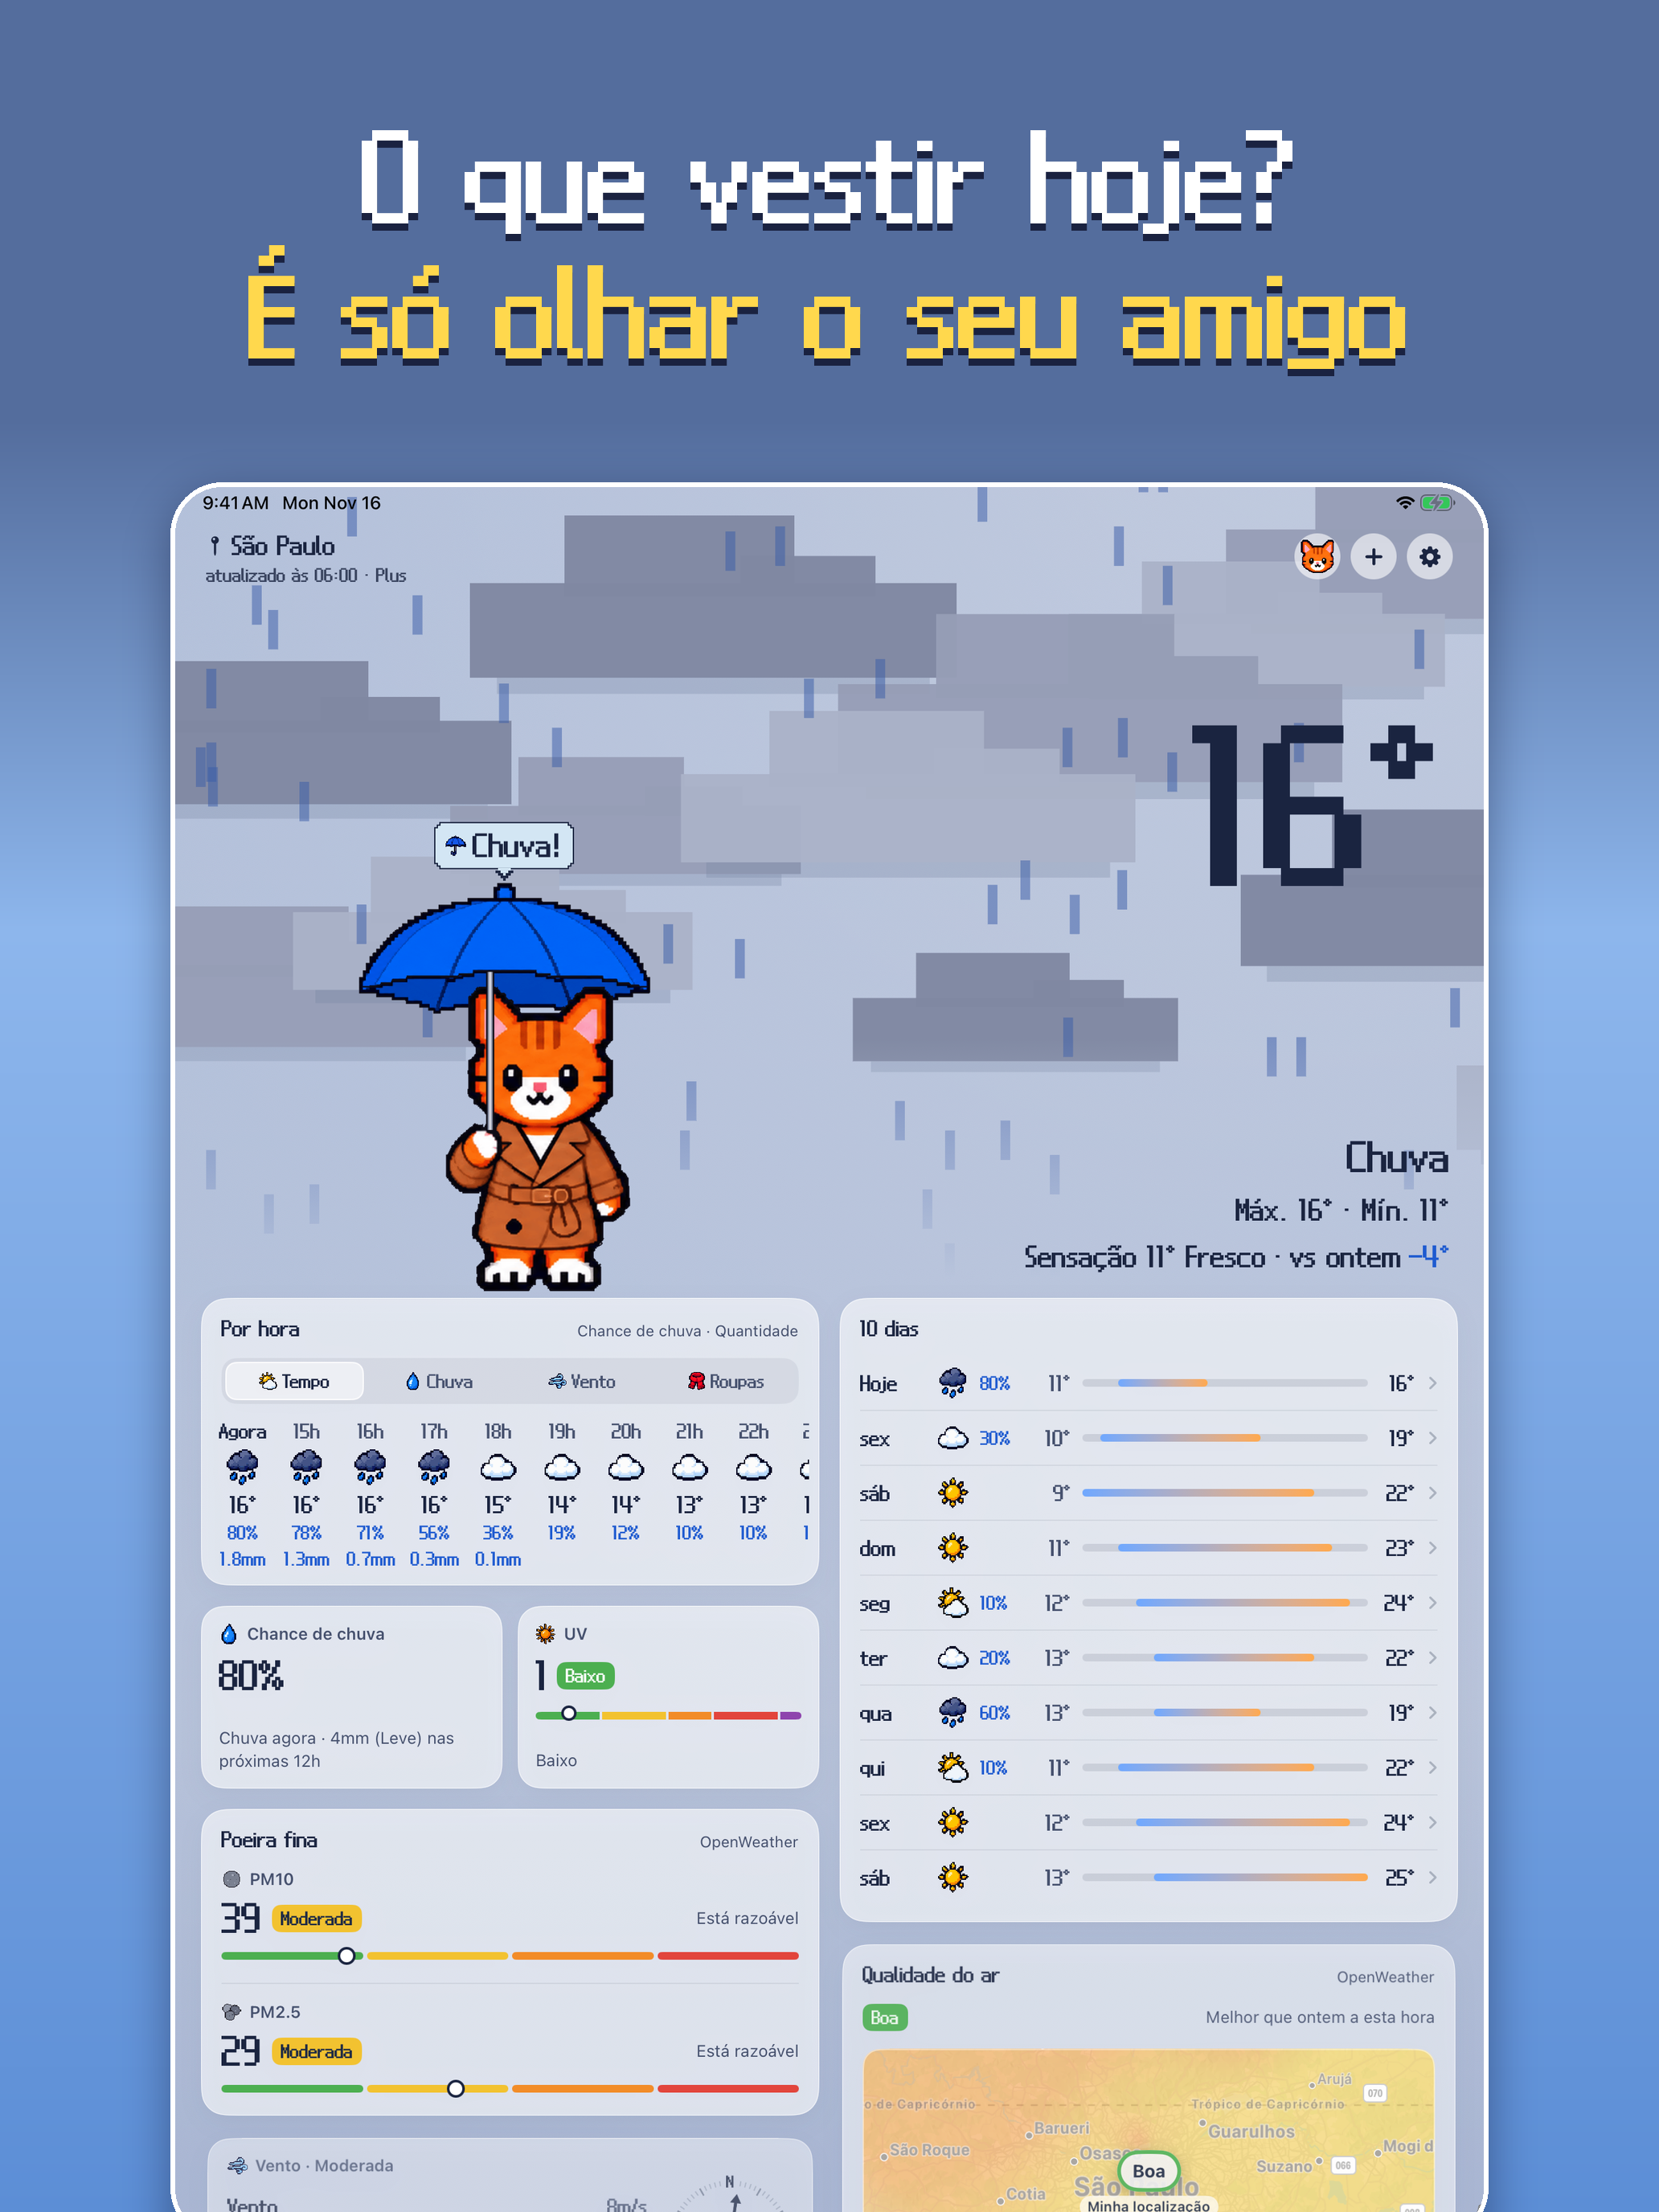 O que vestir hoje?
É só olhar o seu amigo
9:41 AM Mon Nov 16
São Paulo
atualizado às 06:00 · Plus
16°
Chuva!
Chuva
Máx. 16° · Mín. 11°
Sensação 11° Fresco · vs ontem −4°
Por hora
Chance de chuva · Quantidade
Tempo Chuva Vento Roupas
Agora 15h 16h 17h 18h 19h 20h 21h 22h
16° 16° 16° 16° 15° 14° 14° 13° 13°
80% 78% 71% 56% 36% 19% 12% 10% 10%
1.8mm 1.3mm 0.7mm 0.3mm 0.1mm
Chance de chuva
80%
Chuva agora · 4mm (Leve) nas
próximas 12h
UV
1 Baixo
Baixo
Poeira fina
OpenWeather
PM10
39 Moderada
Está razoável
PM2.5
29 Moderada
Está razoável
Vento · Moderada
N
Vento 8m/s
10 dias
Hoje 80% 11° 16°
sex 30% 10° 19°
sáb 9° 22°
dom 11° 23°
seg 10% 12° 24°
ter 20% 13° 22°
qua 60% 13° 19°
qui 10% 11° 22°
sex 12° 24°
sáb 13° 25°
Qualidade do ar
OpenWeather
Boa
Melhor que ontem a esta hora
Arujá
070
o de Capricórnio
Trópico de Capricórnio
Barueri
Guarulhos
São Roque
Osasc
Mogi d
Suzano
066
Boa
Cotia
São Paulo
Minha localização